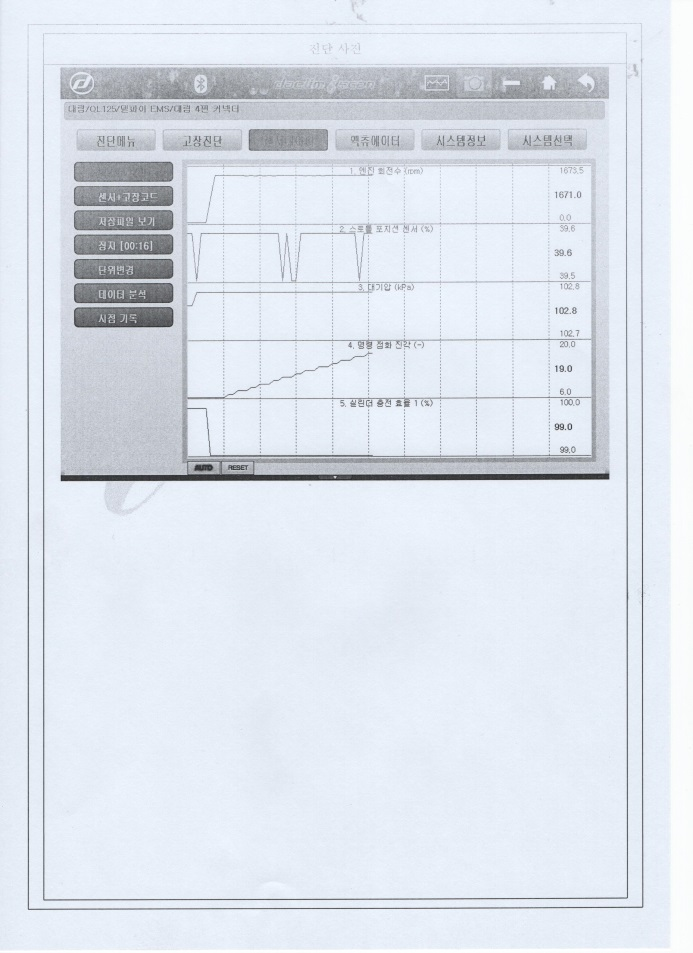 진단 사진
대림/QL125/델파이 EMS/대림 4핀 커넥터
진단메뉴 고장진단 액츄에이터 시스템정보 시스템선택
센서+고장코드
저장파일 보기
정지 [00:16]
단위변경
데이터 분석
시점 기록
1. 엔진 회전수 (rpm) 1673.5
1671.0
0.0
2. 스로틀 포지션 센서 (%) 39.6
39.6
39.5
3. 대기압 (kPa) 102.8
102.8
102.7
4. 명령 점화 진각 (-) 20.0
19.0
6.0
5. 실린더 충전 효율 1 (%) 100.0
99.0
99.0
AUTO RESET